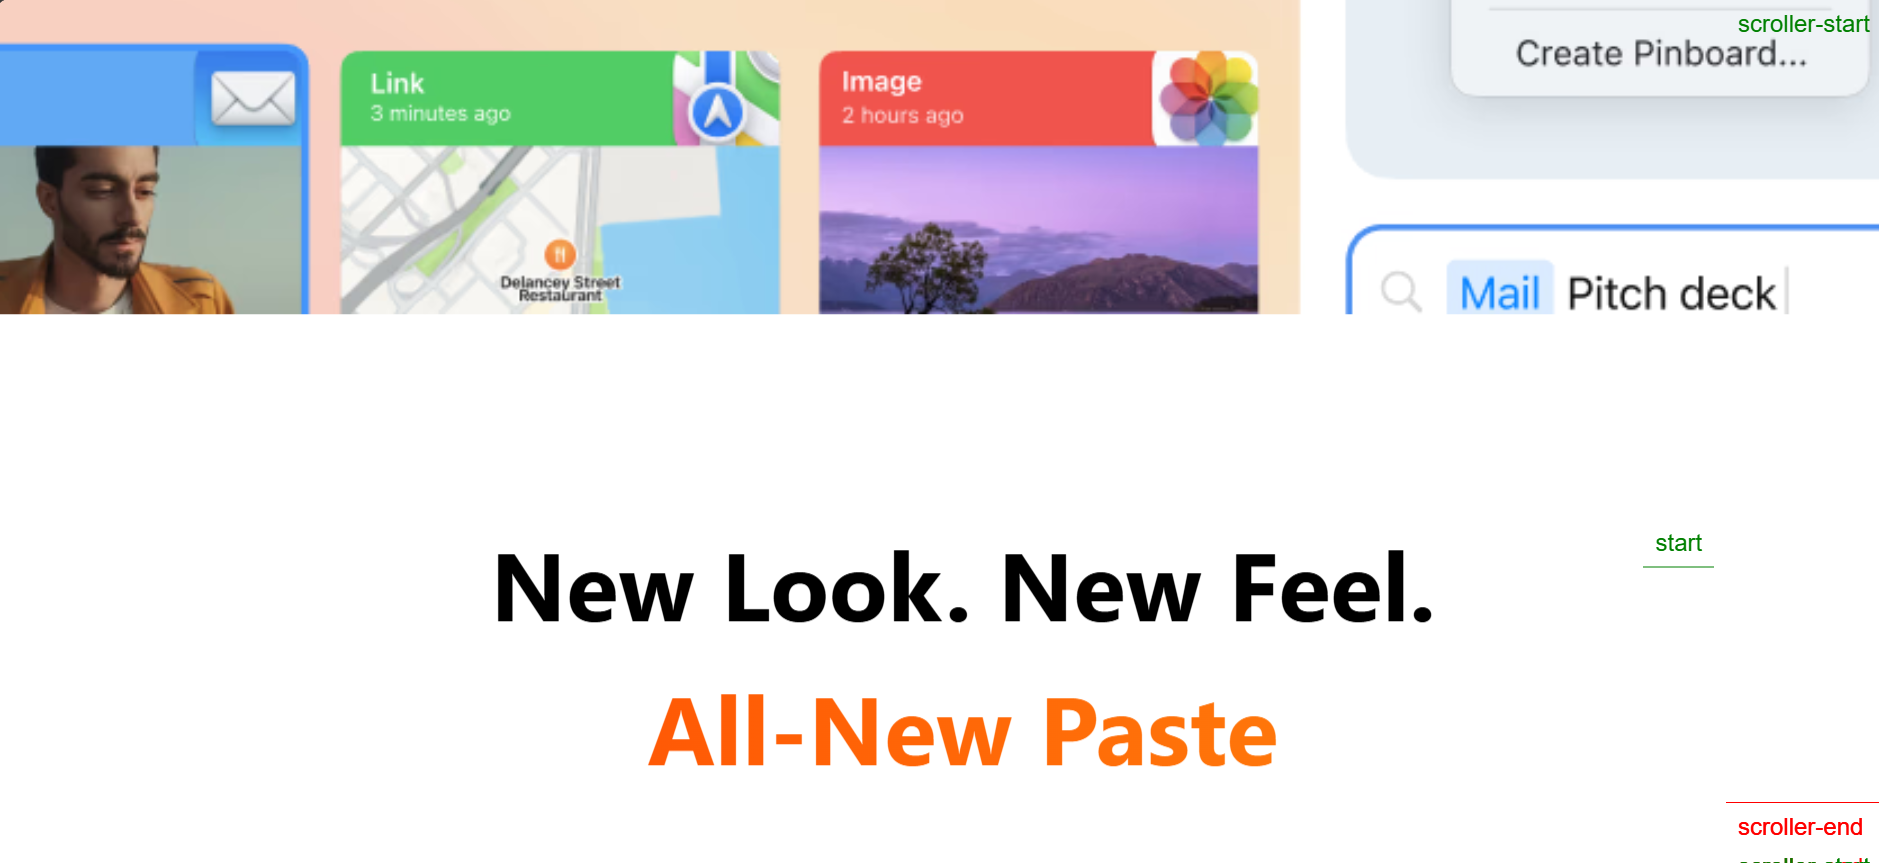 scroller-start
Create Pinboard...
Link
3 minutes ago
Image
2 hours ago
Delancey Street
Restaurant
Mail Pitch deck
New Look. New Feel.
start
All-New Paste
scroller-end